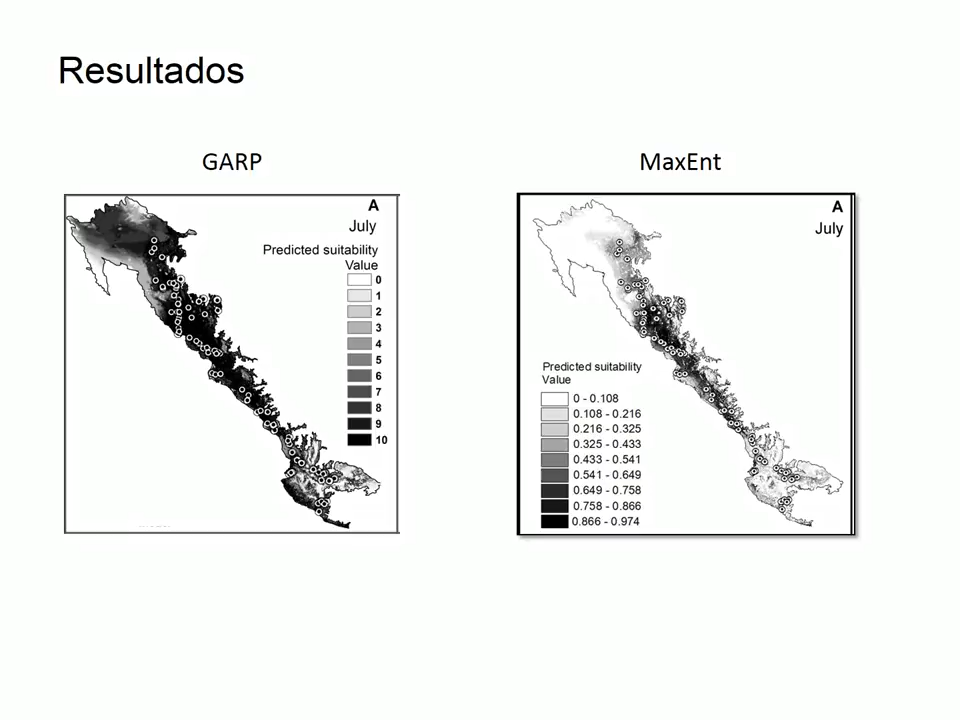 Resultados
GARP
A
July
Predicted suitability
Value
0
1
2
3
4
5
6
7
8
9
10
MaxEnt
A
July
Predicted suitability
Value
0 - 0.108
0.108 - 0.216
0.216 - 0.325
0.325 - 0.433
0.433 - 0.541
0.541 - 0.649
0.649 - 0.758
0.758 - 0.866
0.866 - 0.974